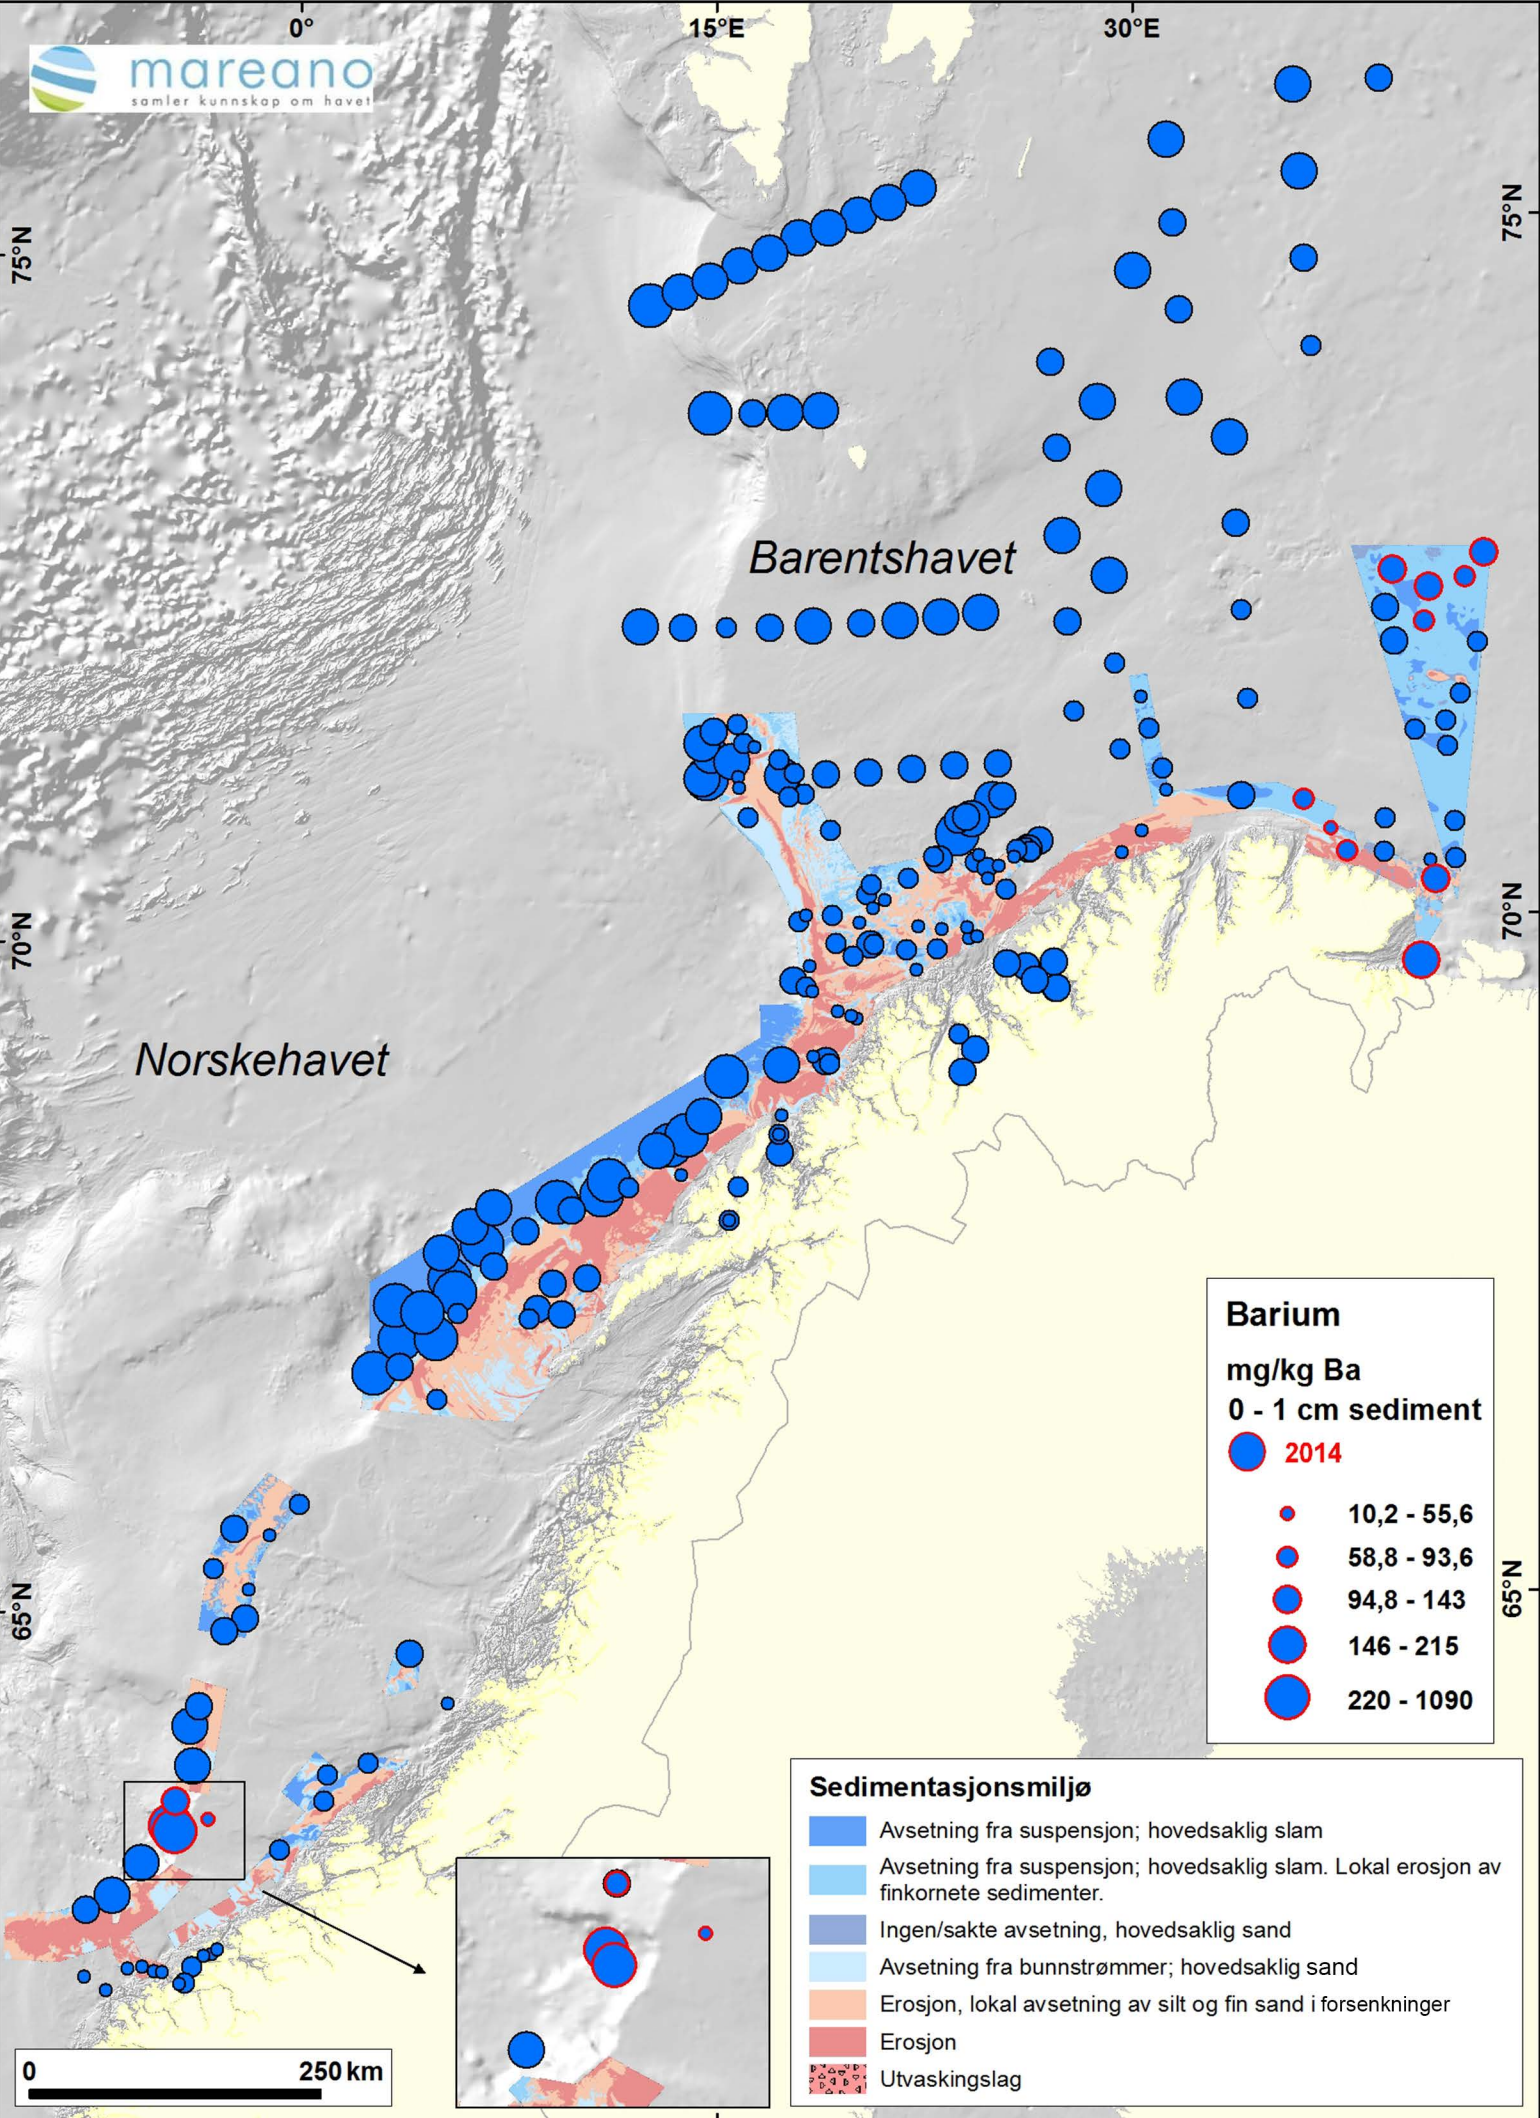 0°
15°E
30°E
mareano
samler kunnskap om havet
75°N
75°N
Barentshavet
70°N
70°N
Norskehavet
65°N
65°N
Barium
mg/kg Ba
0 - 1 cm sediment
2014
10,2 - 55,6
58,8 - 93,6
94,8 - 143
146 - 215
220 - 1090
Sedimentasjonsmiljø
Avsetning fra suspensjon; hovedsaklig slam
Avsetning fra suspensjon; hovedsaklig slam. Lokal erosjon av
finkornete sedimenter.
Ingen/sakte avsetning, hovedsaklig sand
Avsetning fra bunnstrømmer; hovedsaklig sand
Erosjon, lokal avsetning av silt og fin sand i forsenkninger
Erosjon
Utvaskingslag
0
250 km